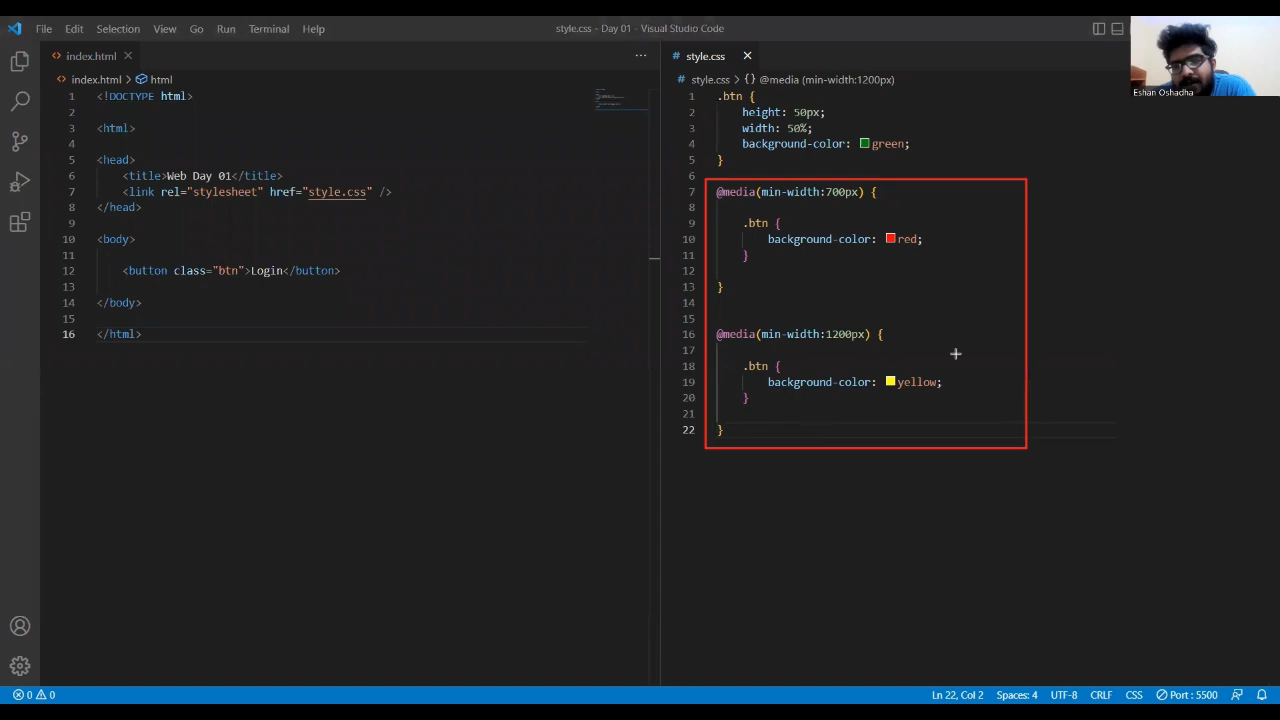 File Edit Selection View Go Run Terminal Help
style.css - Day 01 - Visual Studio Code
Eshan Oshadha
index.html
index.html > html
1 <!DOCTYPE html>
2
3 <html>
4
5 <head>
6 <title>Web Day 01</title>
7 <link rel="stylesheet" href="style.css" />
8 </head>
9
10 <body>
11
12 <button class="btn">Login</button>
13
14 </body>
15
16 </html>
# style.css
# style.css > {} @media (min-width:1200px)
1 .btn {
2 height: 50px;
3 width: 50%;
4 background-color: green;
5 }
6
7 @media(min-width:700px) {
8
9 .btn {
10 background-color: red;
11 }
12
13 }
14
15
16 @media(min-width:1200px) {
17
18 .btn {
19 background-color: yellow;
20 }
21
22 }
0 0
Ln 22, Col 2 Spaces: 4 UTF-8 CRLF CSS Port : 5500